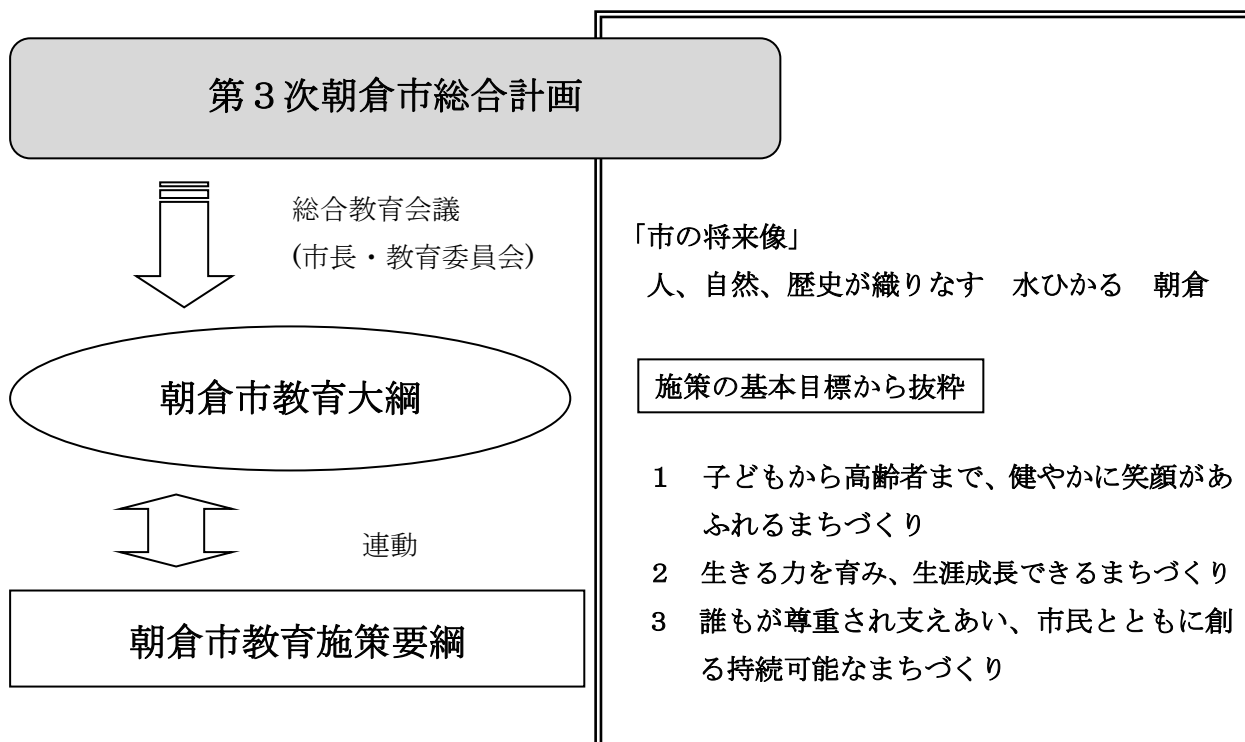 第３次朝倉市総合計画
総合教育会議
(市長・教育委員会)
朝倉市教育大綱
連動
朝倉市教育施策要綱
「市の将来像」
人、自然、歴史が織りなす　水ひかる　朝倉
施策の基本目標から抜粋
１　子どもから高齢者まで、健やかに笑顔があ
ふれるまちづくり
２　生きる力を育み、生涯成長できるまちづくり
３　誰もが尊重され支えあい、市民とともに創
る持続可能なまちづくり